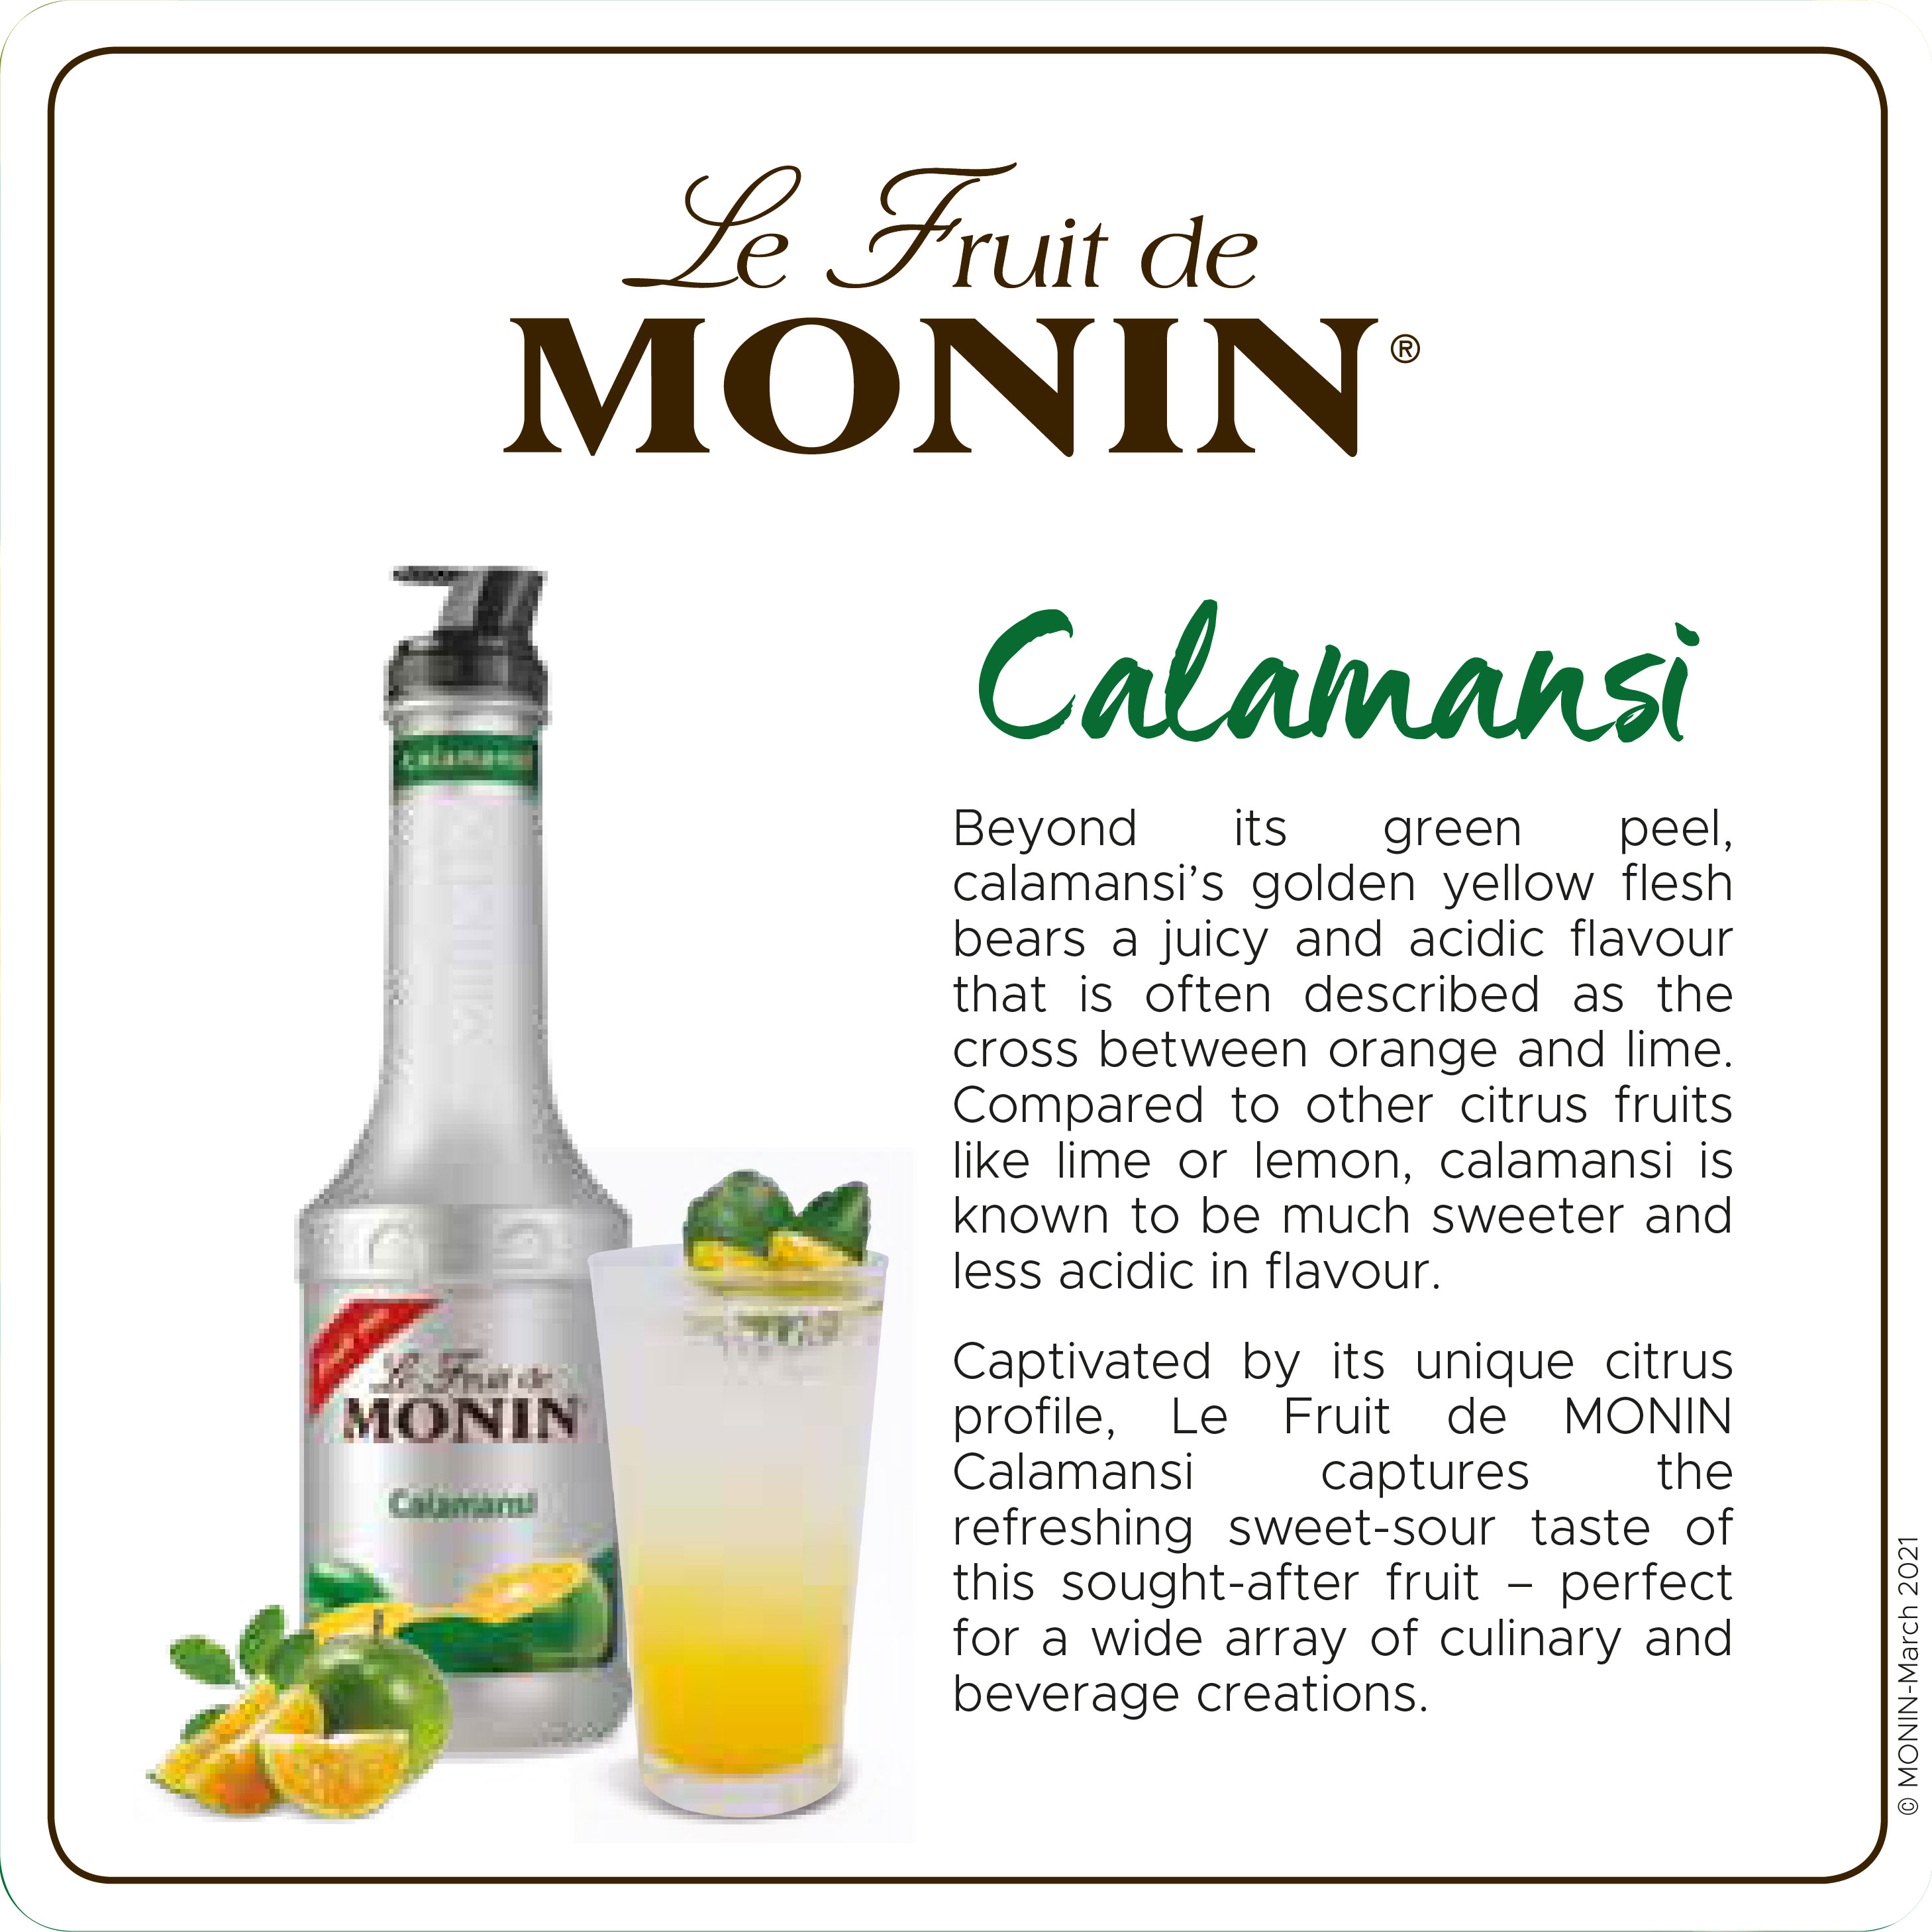 Le Fruit de
MONIN®
Calamansi
Beyond its green peel,
calamansi’s golden yellow flesh
bears a juicy and acidic flavour
that is often described as the
cross between orange and lime.
Compared to other citrus fruits
like lime or lemon, calamansi is
known to be much sweeter and
less acidic in flavour.
Captivated by its unique citrus
profile, Le Fruit de MONIN
Calamansi captures the
refreshing sweet-sour taste of
this sought-after fruit – perfect
for a wide array of culinary and
beverage creations.
Calamansi
MONIN
Le Fruit de
MONIN
Calamansi
© MONIN-March 2021